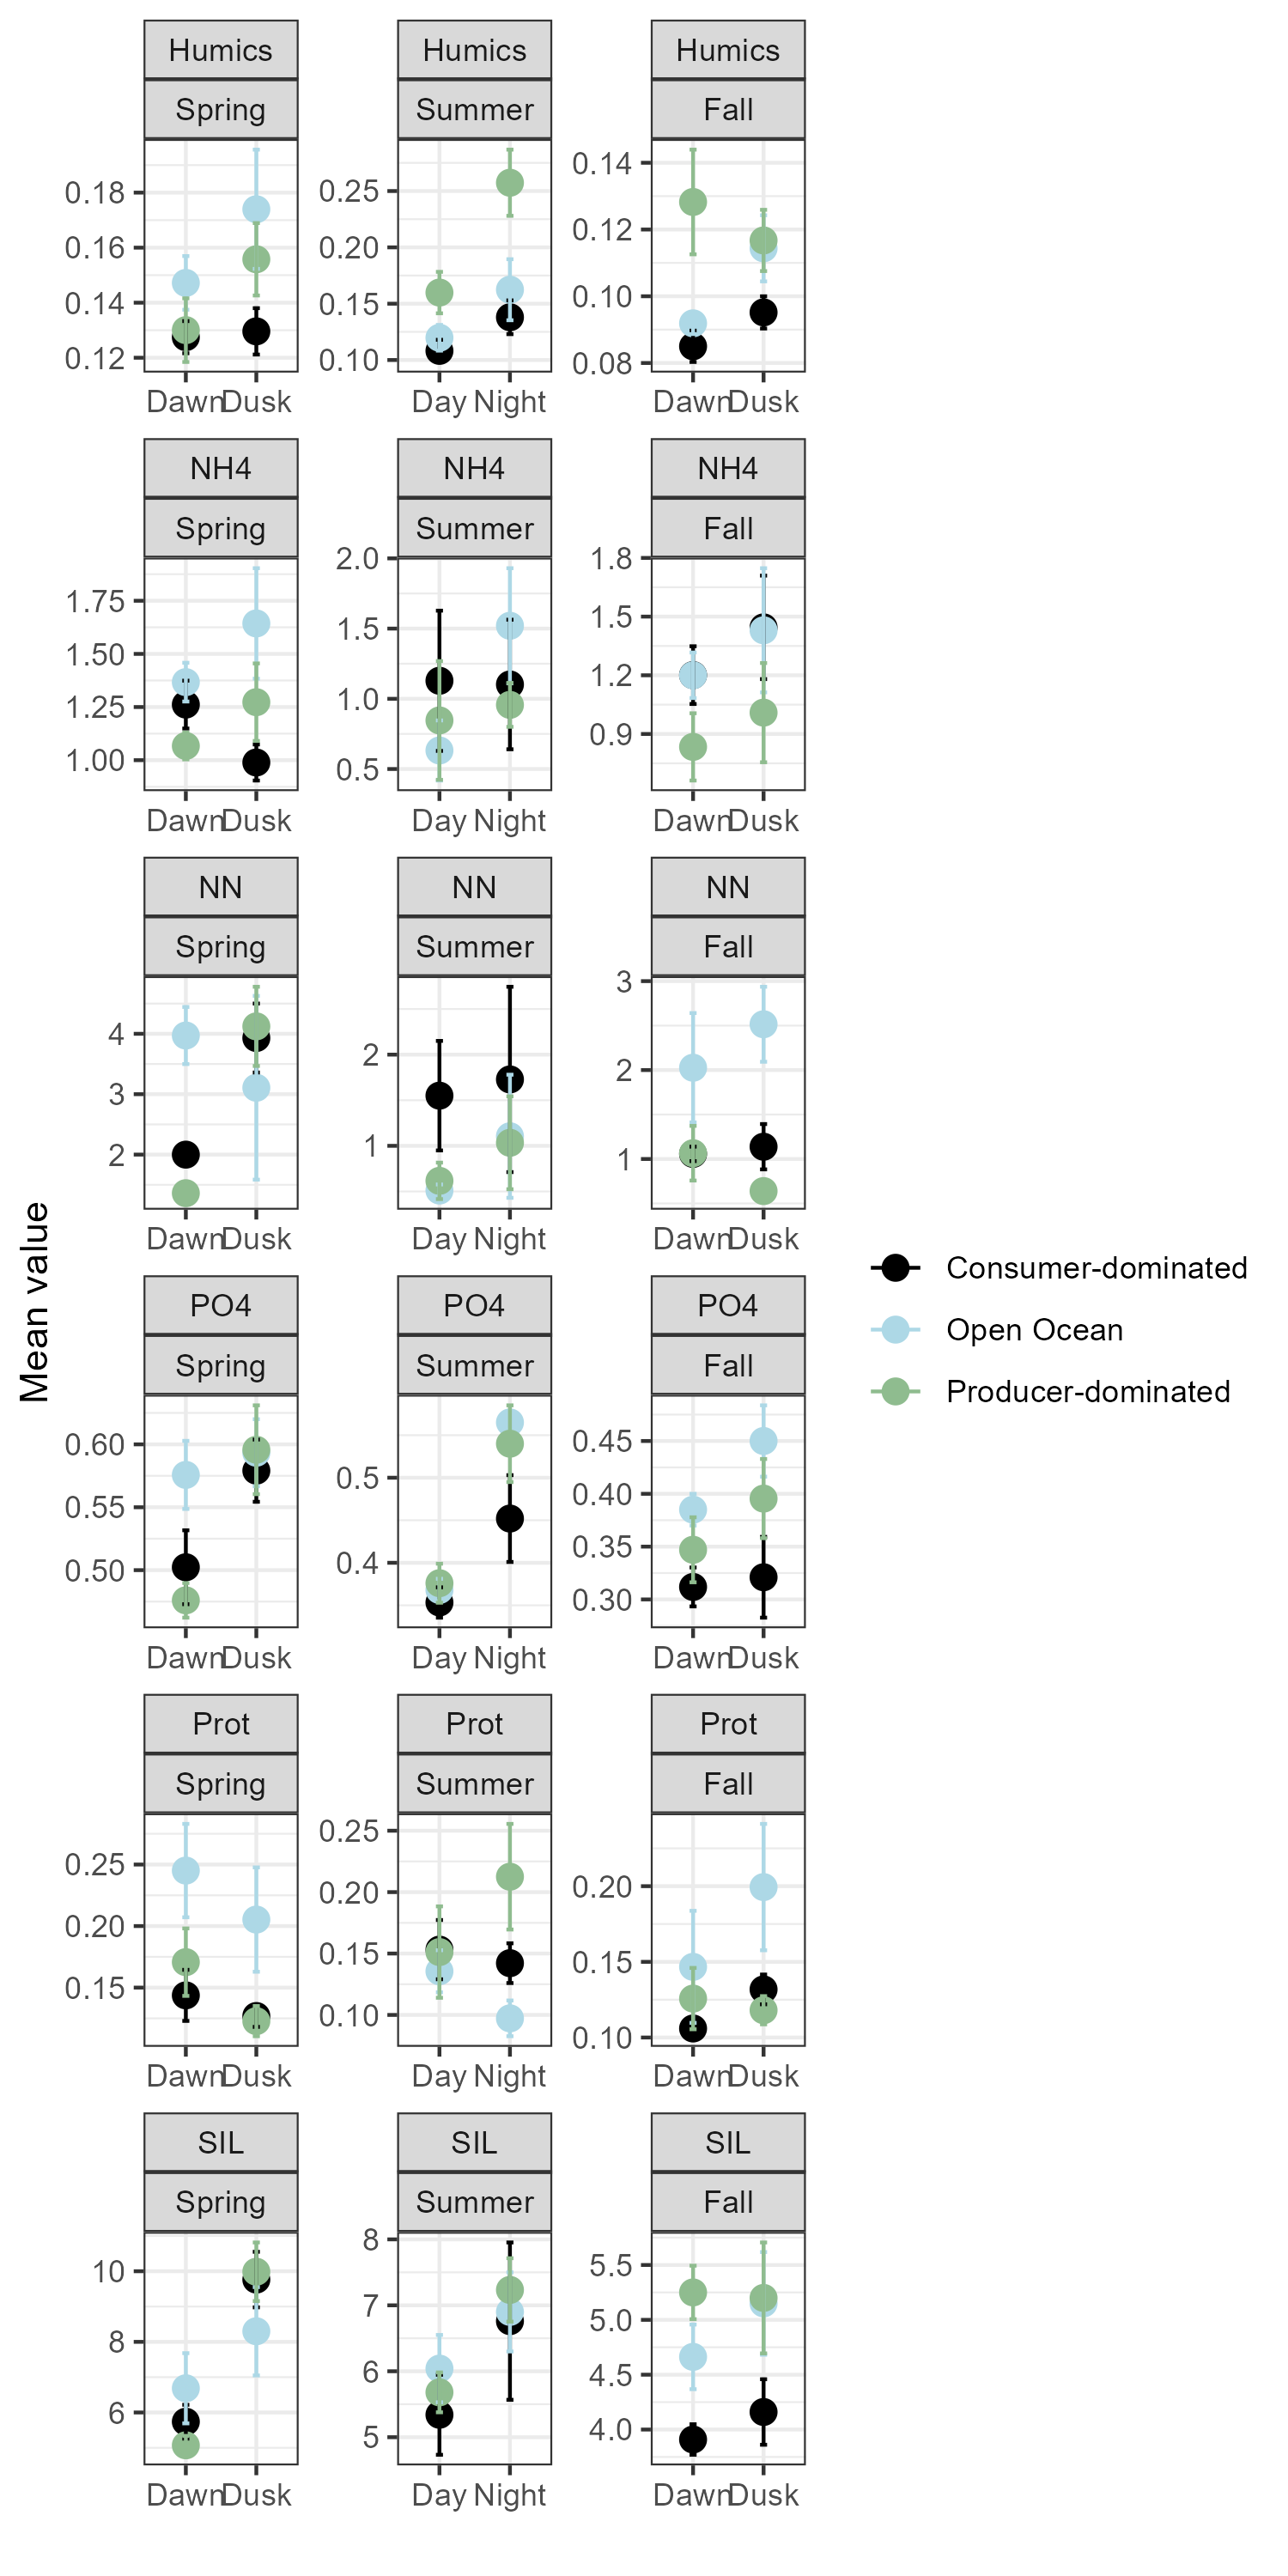 Humics Humics Humics
Spring Summer Fall
0.18 0.25 0.14
0.16 0.20 0.12
0.14 0.15 0.10
0.12 0.10 0.08
Dawn Dusk Day Night Dawn Dusk
NH4 NH4 NH4
Spring Summer Fall
2.0 1.8
1.75 1.5 1.5
1.50 1.0 1.2
1.25 0.5 0.9
1.00
Dawn Dusk Day Night Dawn Dusk
NN NN NN
Spring Summer Fall
4 2 3
3 1 2
2 1
Dawn Dusk Day Night Dawn Dusk
Mean value
Consumer-dominated
Open Ocean
Producer-dominated
PO4 PO4 PO4
Spring Summer Fall
0.60 0.5 0.45
0.55 0.4 0.40
0.50 0.35
0.30
Dawn Dusk Day Night Dawn Dusk
Prot Prot Prot
Spring Summer Fall
0.25 0.25 0.20
0.20 0.20 0.15
0.15 0.15 0.10
0.10
Dawn Dusk Day Night Dawn Dusk
SIL SIL SIL
Spring Summer Fall
10 8 5.5
8 7 5.0
6 6 4.5
5 4.0
Dawn Dusk Day Night Dawn Dusk